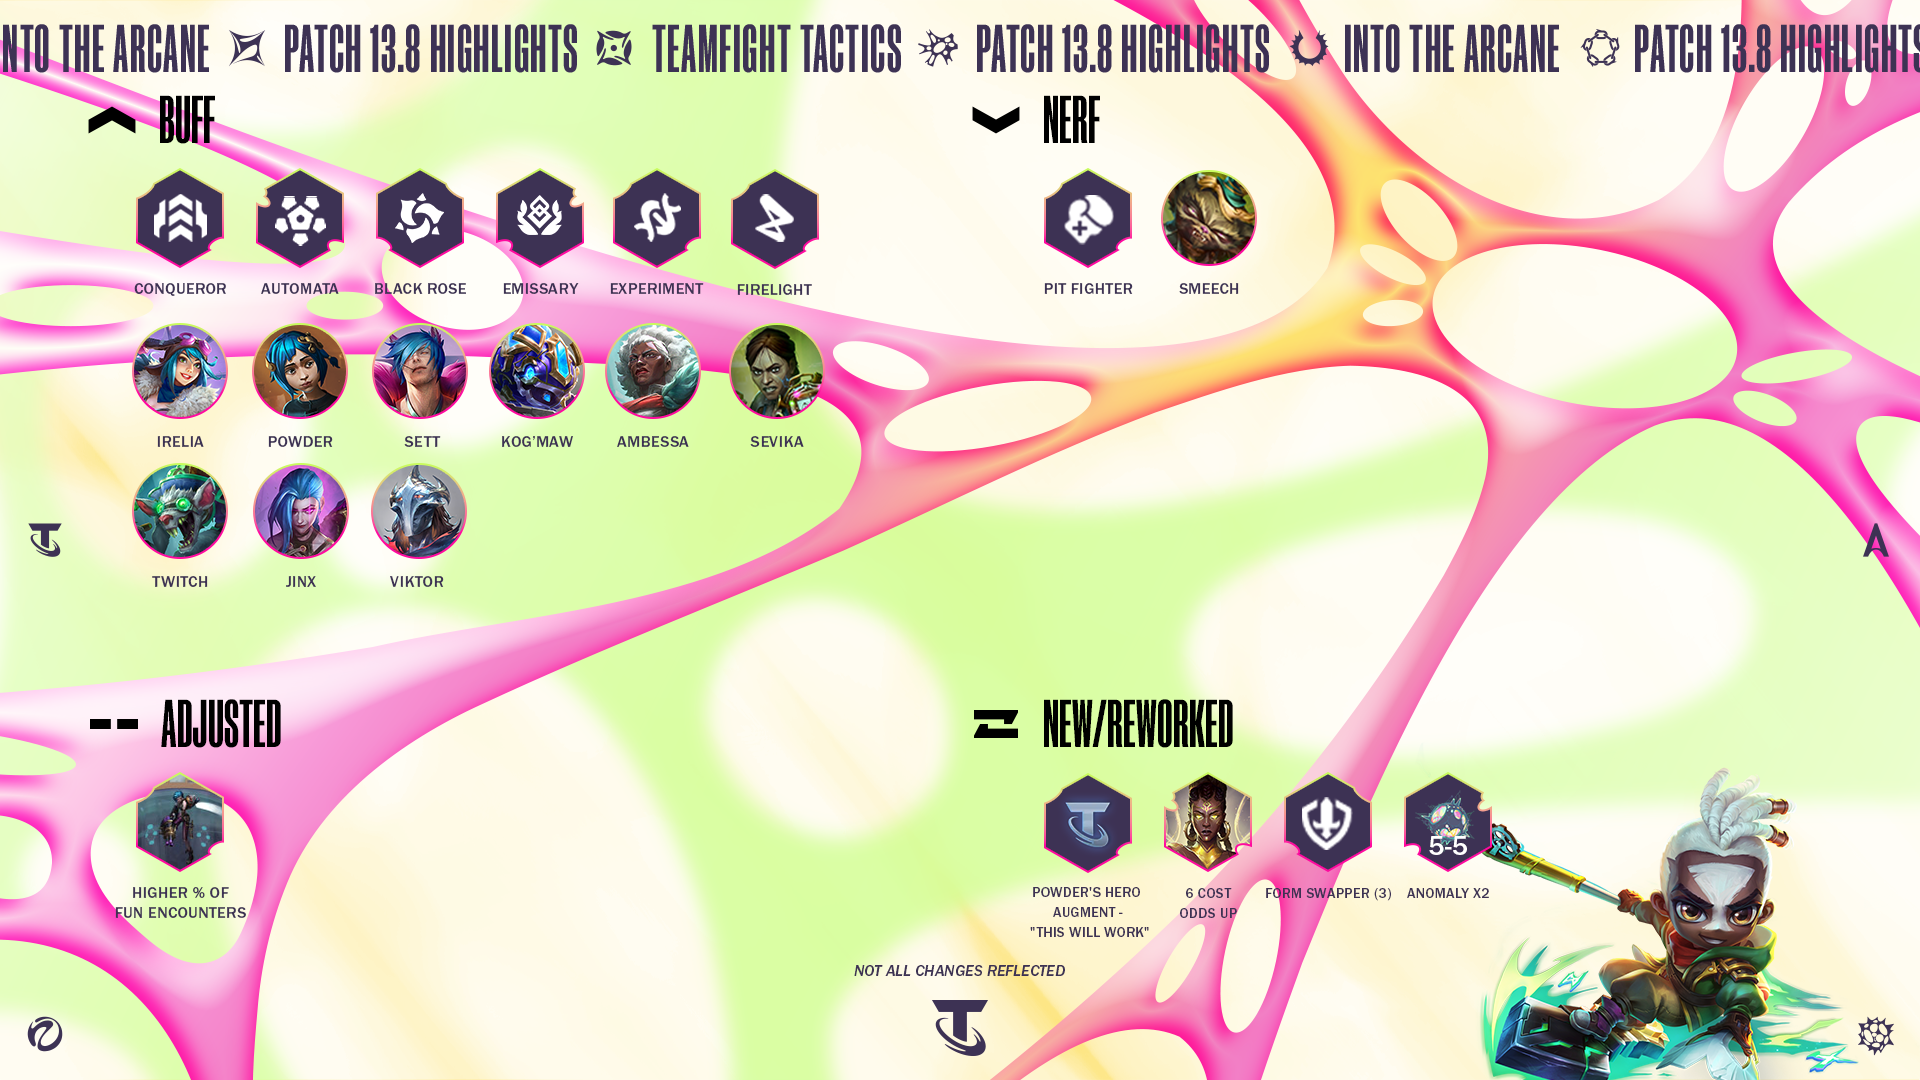 NTO THE ARCANE PATCH 13.8 HIGHLIGHTS TEAMFIGHT TACTICS PATCH 13.8 HIGHLIGHTS INTO THE ARCANE PATCH 13.8 HIGHLIGHTS
BUFF
CONQUEROR AUTOMATA BLACK ROSE EMISSARY EXPERIMENT FIRELIGHT
IRELIA POWDER SETT KOG'MAW AMBESSA SEVIKA
TWITCH JINX VIKTOR
NERF
PIT FIGHTER SMEECH
ADJUSTED
HIGHER % OF
FUN ENCOUNTERS
NEW/REWORKED
5-5
POWDER'S HERO
AUGMENT -
"THIS WILL WORK"
6 COST
ODDS UP
FORM SWAPPER (3)
ANOMALY X2
NOT ALL CHANGES REFLECTED